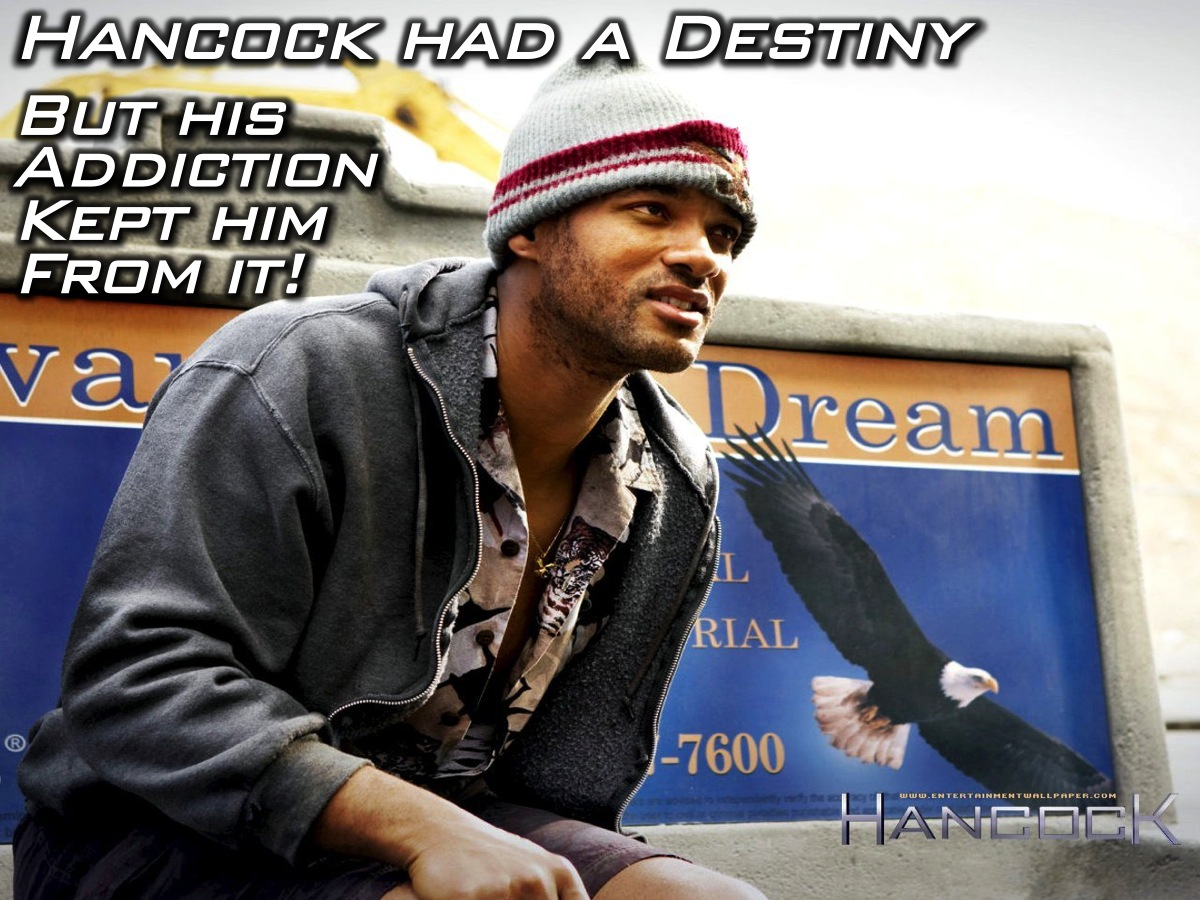 Hancock had a Destiny
But his
Addiction
Kept him
From it!
Dream
RIAL
-7600
®
www.entertainmentwallpaper.com
Hancock